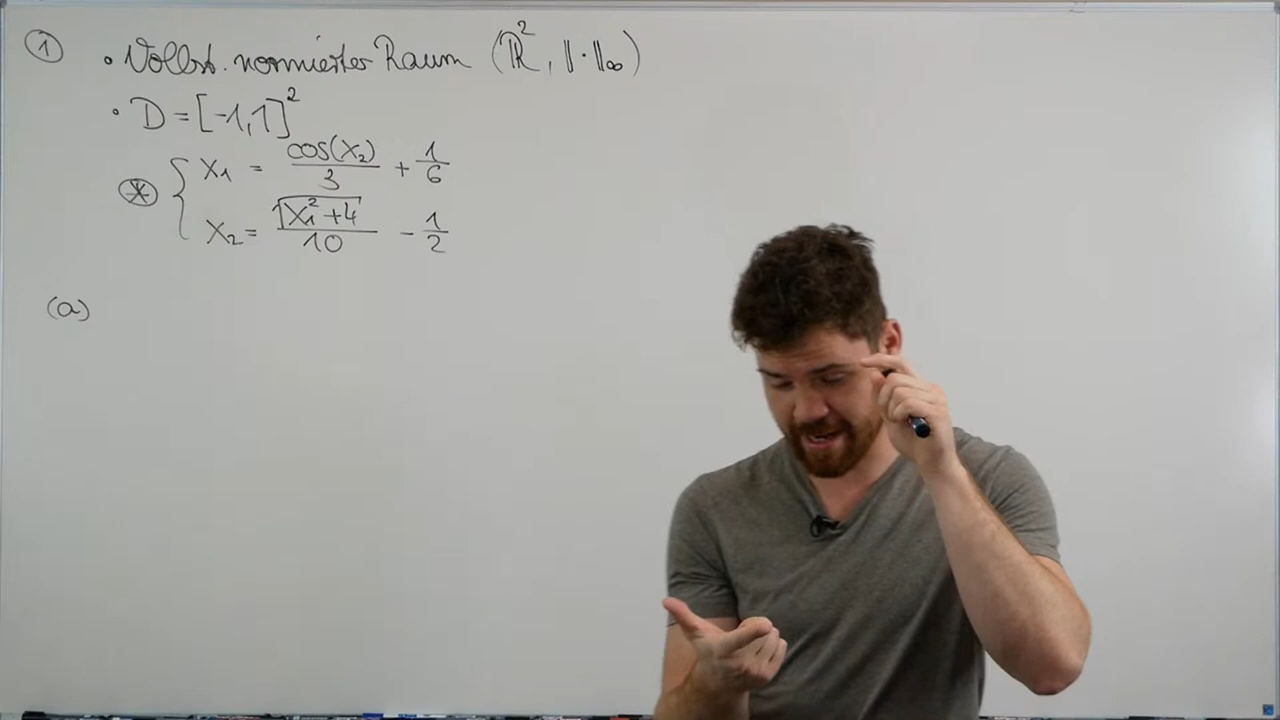 ① • Vollst. normierter Raum (ℝ², ‖·‖∞)
• D = [-1,1]²
⊛ { x₁ = cos(x₂)/3 + 1/6
x₂ = √(x₁² + 4)/10 - 1/2
(a)